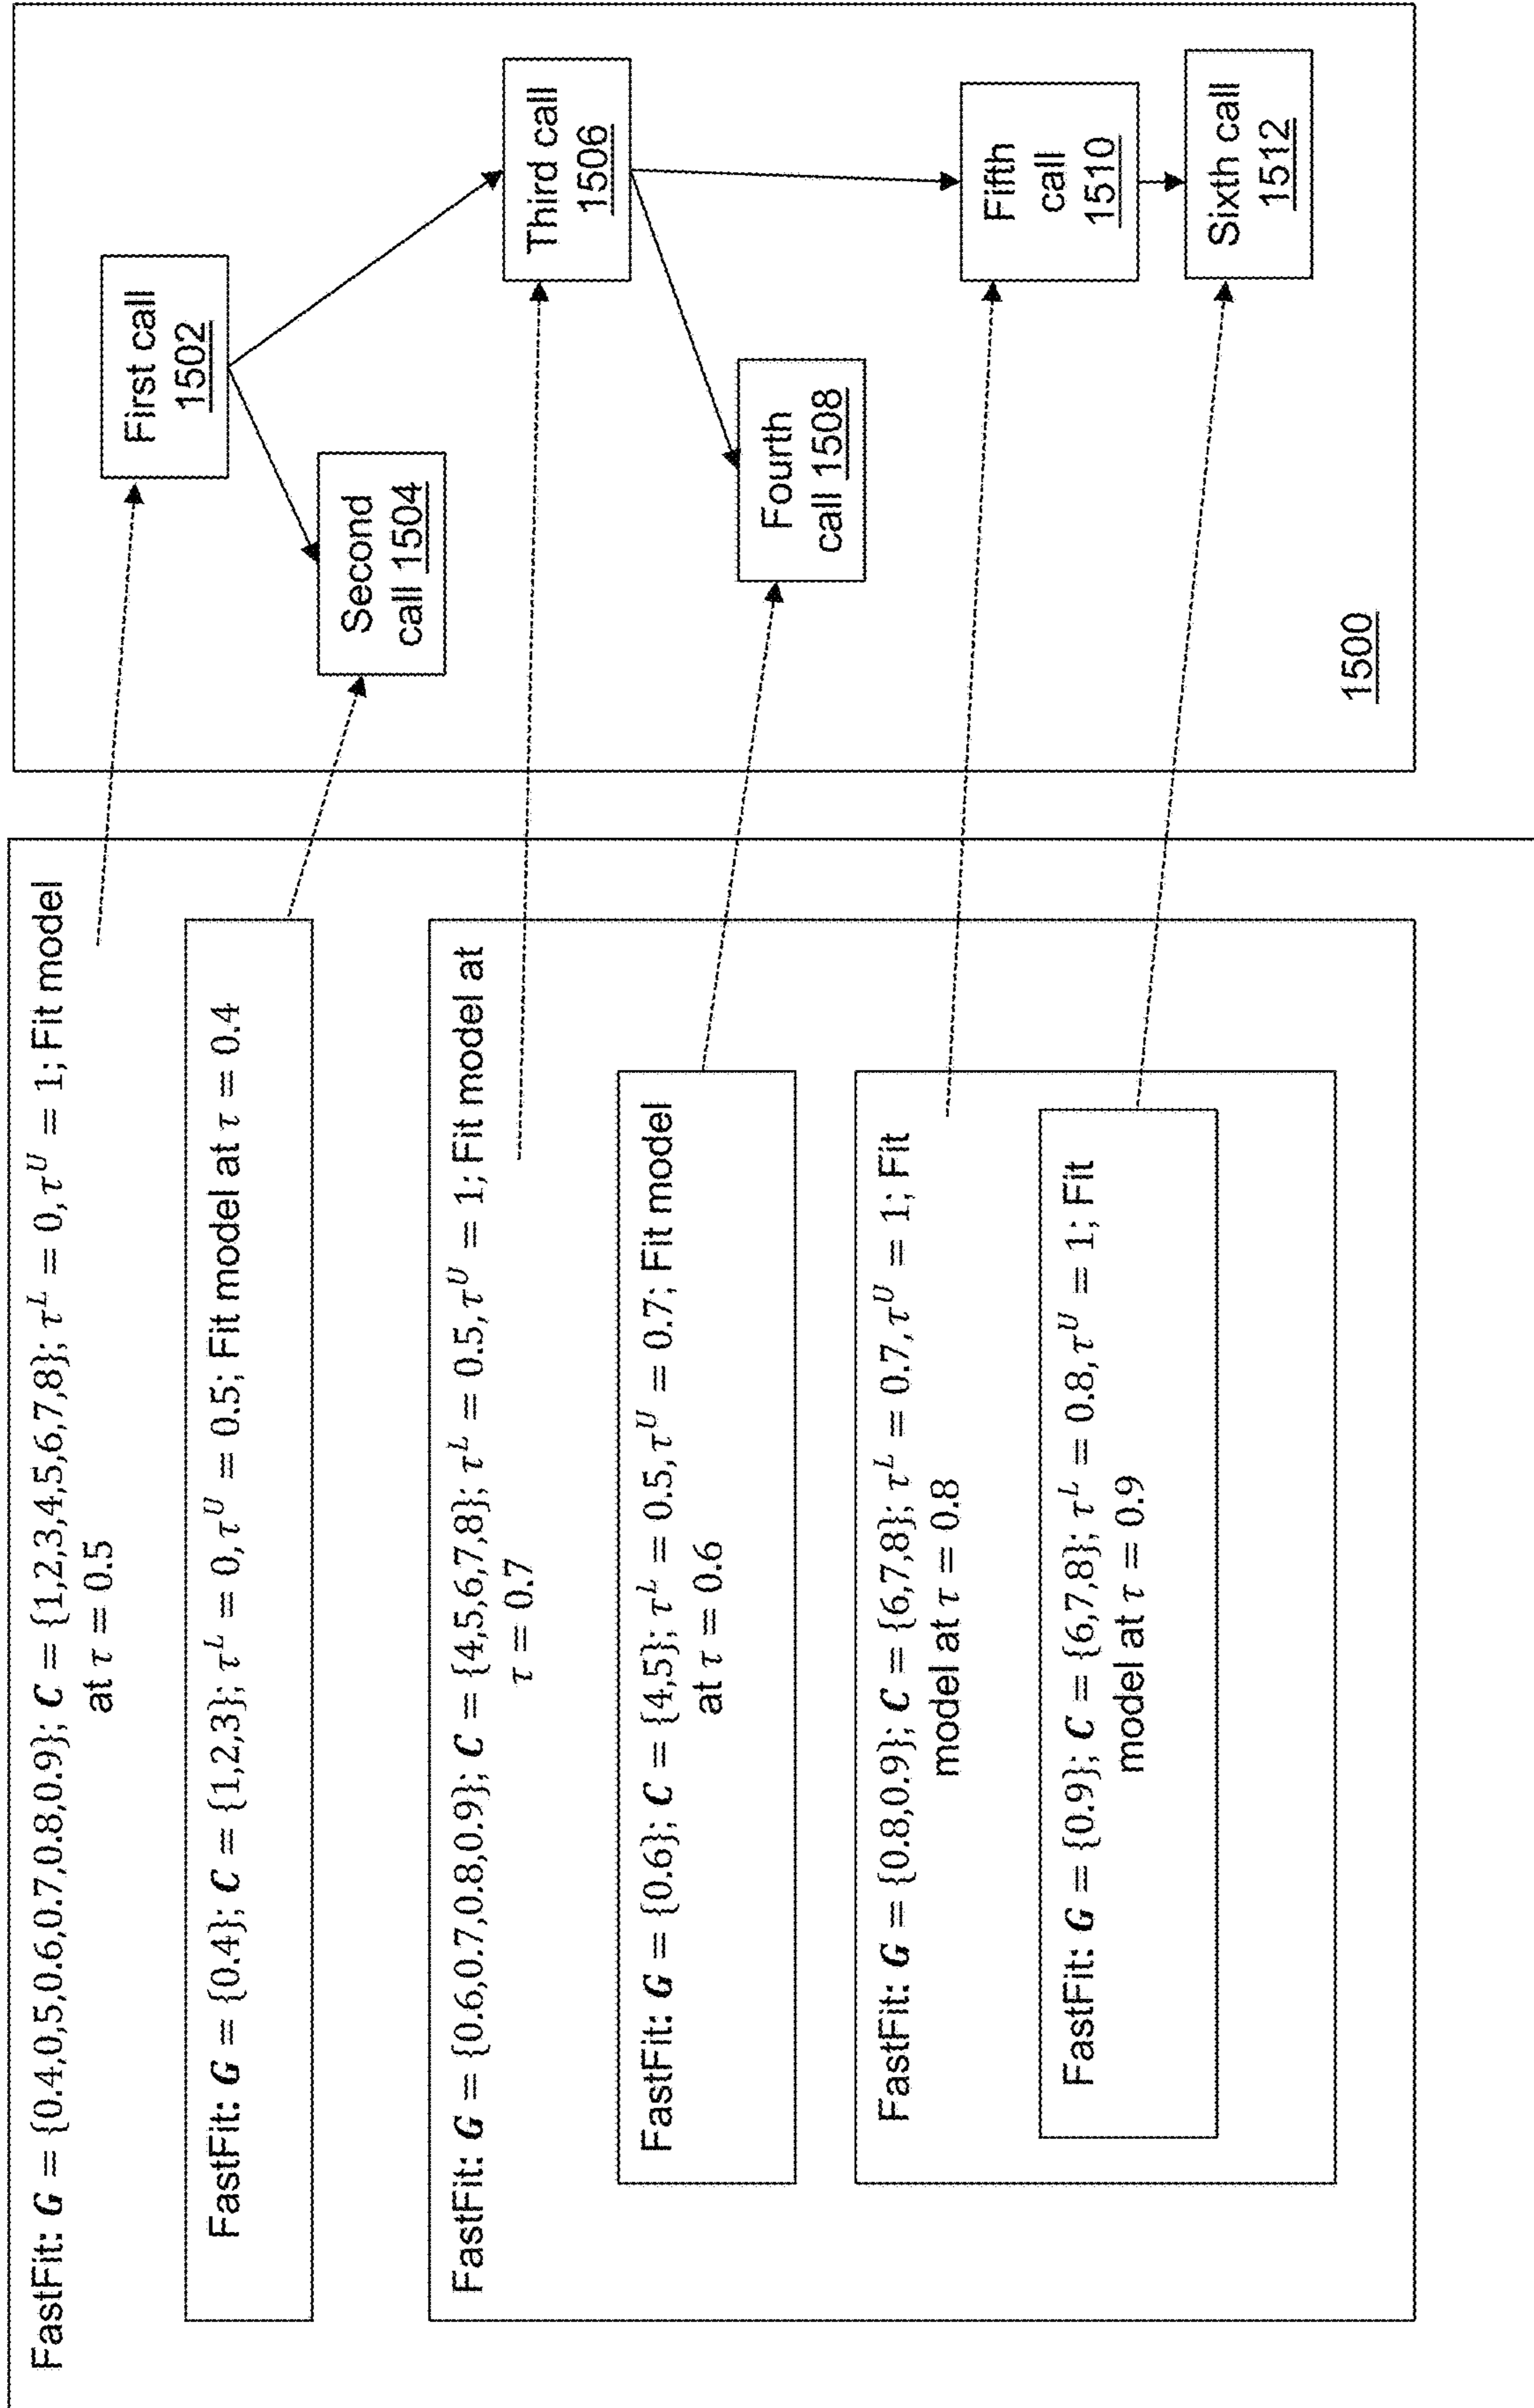 FastFit: G = {0.4,0,5,0.6,0.7,0.8,0.9}; C = {1,2,3,4,5,6,7,8}; τ^L = 0, τ^U = 1; Fit model
at τ = 0.5
FastFit: G = {0.4}; C = {1,2,3}; τ^L = 0, τ^U = 0.5; Fit model at τ = 0.4
FastFit: G = {0.6,0.7,0.8,0.9}; C = {4,5,6,7,8}; τ^L = 0.5, τ^U = 1; Fit model at
τ = 0.7
FastFit: G = {0.6}; C = {4,5}; τ^L = 0.5, τ^U = 0.7; Fit model
at τ = 0.6
FastFit: G = {0.8,0.9}; C = {6,7,8}; τ^L = 0.7, τ^U = 1; Fit
model at τ = 0.8
FastFit: G = {0.9}; C = {6,7,8}; τ^L = 0.8, τ^U = 1; Fit
model at τ = 0.9
First call
1502
Second
call 1504
Third call
1506
Fourth
call 1508
Fifth
call
1510
Sixth call
1512
1500